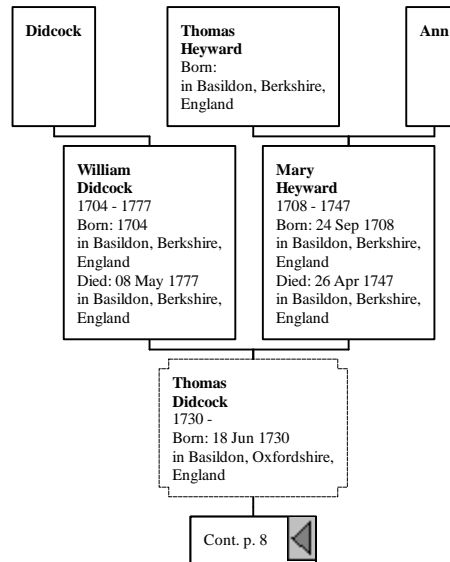 Didcock
Thomas
Heyward
Born:
in Basildon, Berkshire,
England
Ann
William
Didcock
1704 - 1777
Born: 1704
in Basildon, Berkshire,
England
Died: 08 May 1777
in Basildon, Berkshire,
England
Mary
Heyward
1708 - 1747
Born: 24 Sep 1708
in Basildon, Berkshire,
England
Died: 26 Apr 1747
in Basildon, Berkshire,
England
Thomas
Didcock
1730 -
Born: 18 Jun 1730
in Basildon, Oxfordshire,
England
Cont. p. 8